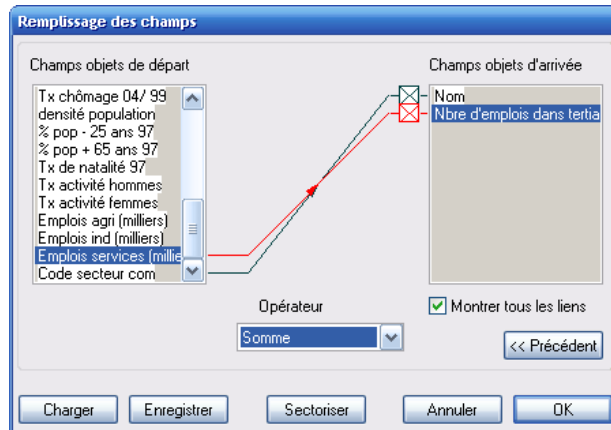 Remplissage des champs
Champs objets de départ
Champs objets d'arrivée
Tx chômage 04/ 99
densité population
% pop - 25 ans 97
% pop + 65 ans 97
Tx de natalité 97
Tx activité hommes
Tx activité femmes
Emplois agri (milliers)
Emplois ind (milliers)
Emplois services (millie
Code secteur com
Nom
Nbre d'emplois dans tertia
Opérateur
Somme
Montrer tous les liens
<< Précédent
Charger
Enregistrer
Sectoriser
Annuler
OK